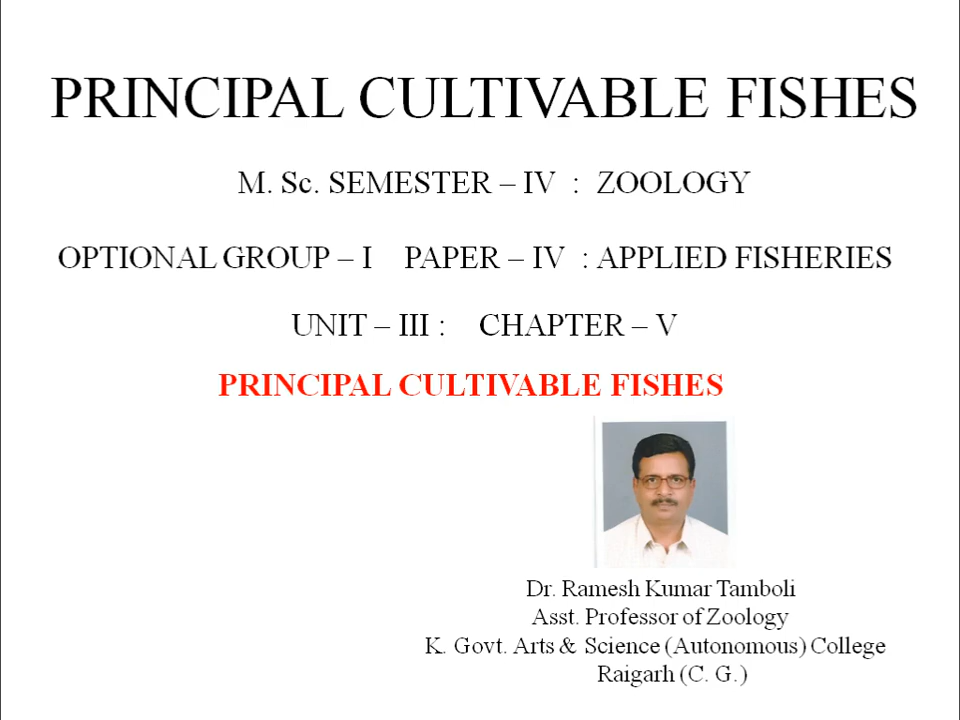 PRINCIPAL CULTIVABLE FISHES
M. Sc. SEMESTER – IV : ZOOLOGY
OPTIONAL GROUP – I PAPER – IV : APPLIED FISHERIES
UNIT – III : CHAPTER – V
PRINCIPAL CULTIVABLE FISHES
Dr. Ramesh Kumar Tamboli
Asst. Professor of Zoology
K. Govt. Arts & Science (Autonomous) College
Raigarh (C. G.)